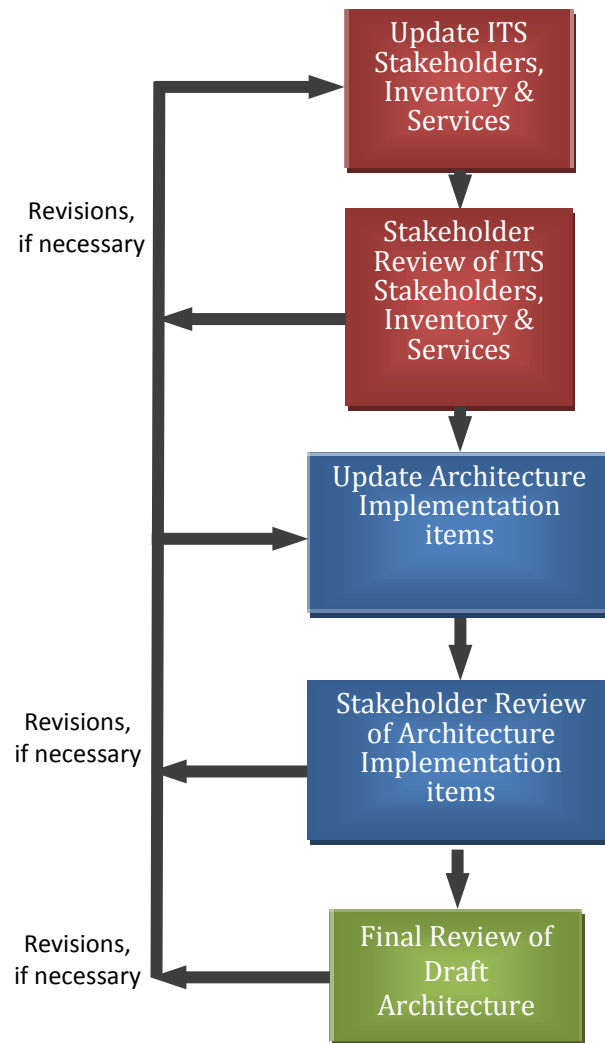 Update ITS
Stakeholders,
Inventory &
Services
Revisions,
if necessary
Stakeholder
Review of ITS
Stakeholders,
Inventory &
Services
Update Architecture
Implementation
items
Revisions,
if necessary
Stakeholder Review
of Architecture
Implementation
items
Revisions,
if necessary
Final Review of
Draft
Architecture